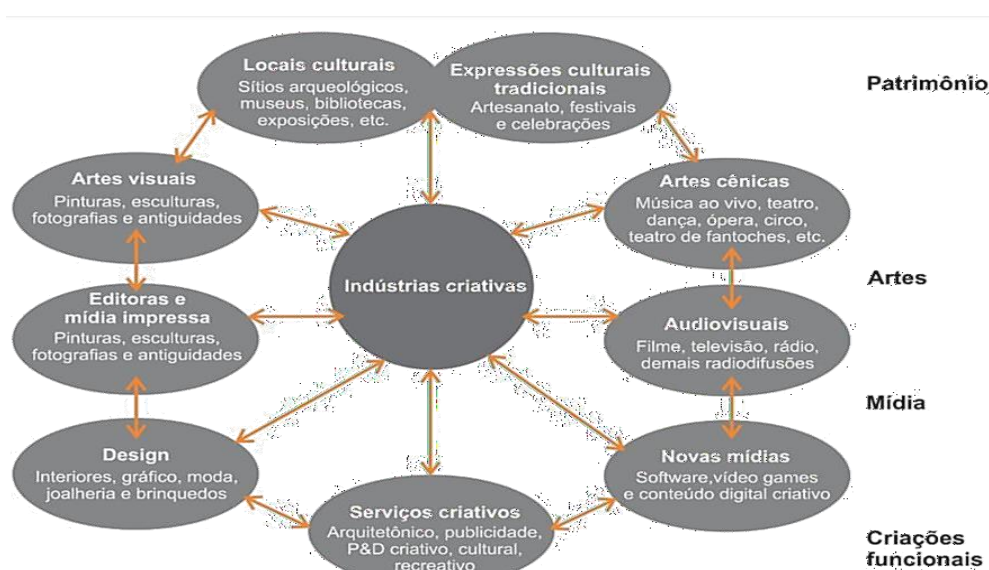 Locais culturais
Sítios arqueológicos,
museus, bibliotecas,
exposições, etc.
Expressões culturais
tradicionais
Artesanato, festivais
e celebrações
Patrimônio
Artes visuais
Pinturas, esculturas,
fotografias e antiguidades
Artes cênicas
Música ao vivo, teatro,
dança, ópera, circo,
teatro de fantoches, etc.
Indústrias criativas
Artes
Editoras e
mídia impressa
Pinturas, esculturas,
fotografias e antiguidades
Audiovisuais
Filme, televisão, rádio,
demais radiodifusões
Mídia
Design
Interiores, gráfico, moda,
joalheria e brinquedos
Novas mídias
Software,vídeo games
e conteúdo digital criativo
Serviços criativos
Arquitetônico, publicidade,
P&D criativo, cultural,
recreativo
Criações
funcionais